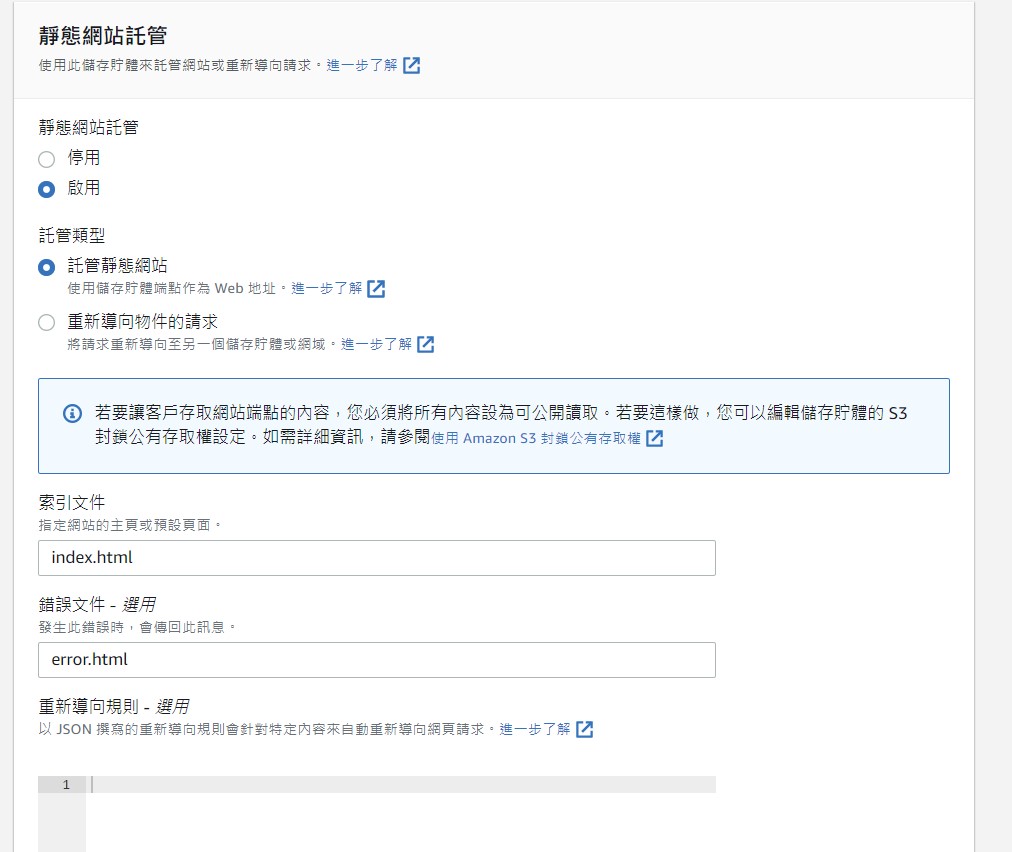 靜態網站託管
使用此儲存貯體來託管網站或重新導向請求。進一步了解
靜態網站託管
停用
啟用
託管類型
託管靜態網站
使用儲存貯體端點作為 Web 地址。進一步了解
重新導向物件的請求
將請求重新導向至另一個儲存貯體或網域。進一步了解
若要讓客戶存取網站端點的內容，您必須將所有內容設為可公開讀取。若要這樣做，您可以編輯儲存貯體的 S3
封鎖公有存取權設定。如需詳細資訊，請參閱使用 Amazon S3 封鎖公有存取權
索引文件
指定網站的主頁或預設頁面。
index.html
錯誤文件 - 選用
發生此錯誤時，會傳回此訊息。
error.html
重新導向規則 - 選用
以 JSON 撰寫的重新導向規則會針對特定內容來自動重新導向網頁請求。進一步了解
1